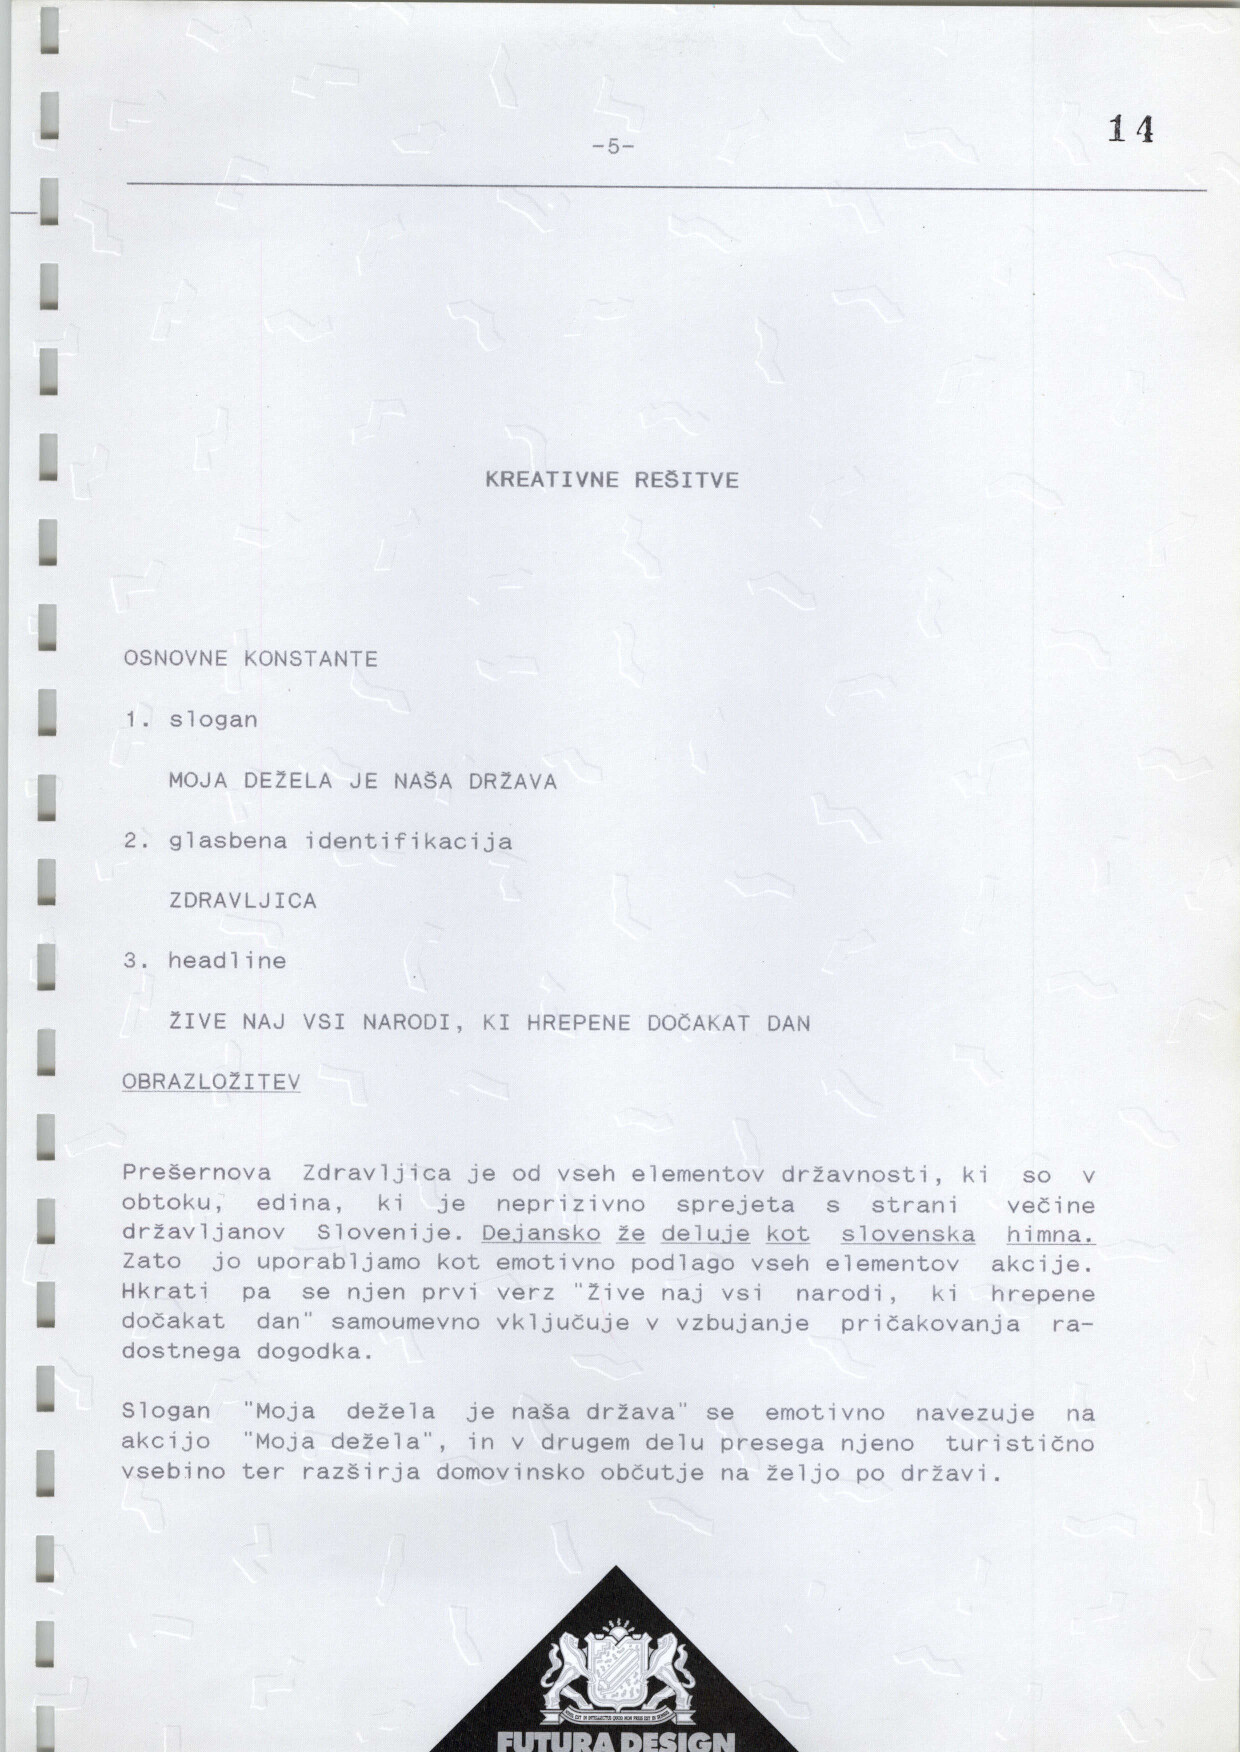 14
-5-
KREATIVNE REŠITVE
OSNOVNE KONSTANTE
1. slogan
MOJA DEŽELA JE NAŠA DRŽAVA
2. glasbena identifikacija
ZDRAVLJICA
3. headline
ŽIVE NAJ VSI NARODI, KI HREPENE DOČAKAT DAN
OBRAZLOŽITEV
Prešernova Zdravljica je od vseh elementov državnosti, ki so v
obtoku, edina, ki je neprizivno sprejeta s strani večine
državljanov Slovenije. Dejansko že deluje kot slovenska himna.
Zato jo uporabljamo kot emotivno podlago vseh elementov akcije.
Hkrati pa se njen prvi verz "Žive naj vsi narodi, ki hrepene
dočakat dan" samoumevno vključuje v vzbujanje pričakovanja ra-
dostnega dogodka.
Slogan "Moja dežela je naša država" se emotivno navezuje na
akcijo "Moja dežela", in v drugem delu presega njeno turistično
vsebino ter razširja domovinsko občutje na željo po državi.
FUTURA DESIGN